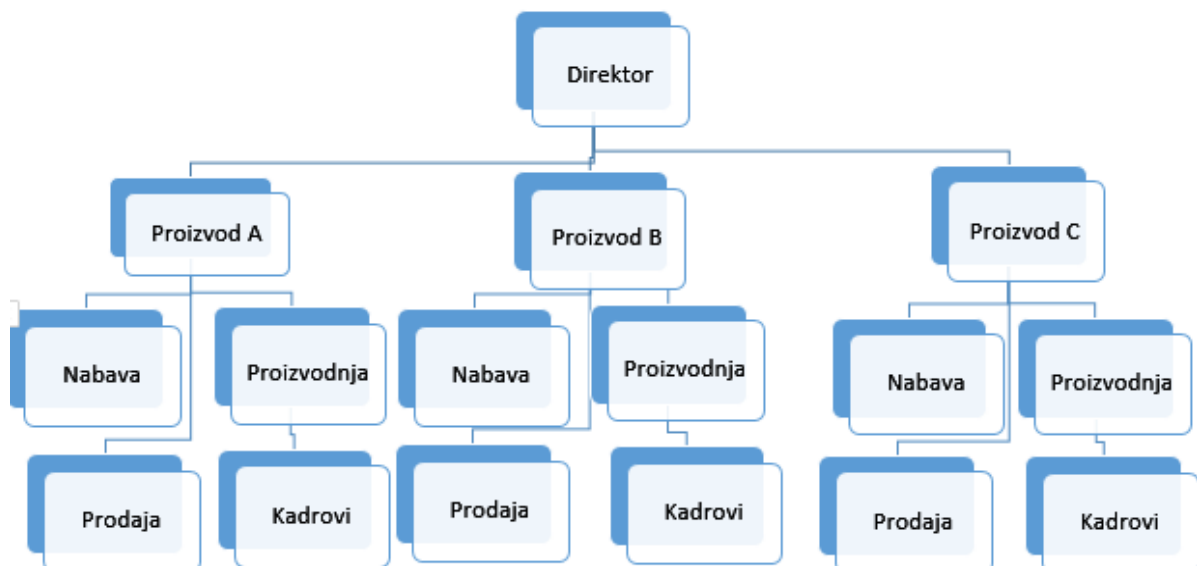 Direktor
Proizvod A
Proizvod B
Proizvod C
Nabava
Proizvodnja
Nabava
Proizvodnja
Nabava
Proizvodnja
Prodaja
Kadrovi
Prodaja
Kadrovi
Prodaja
Kadrovi